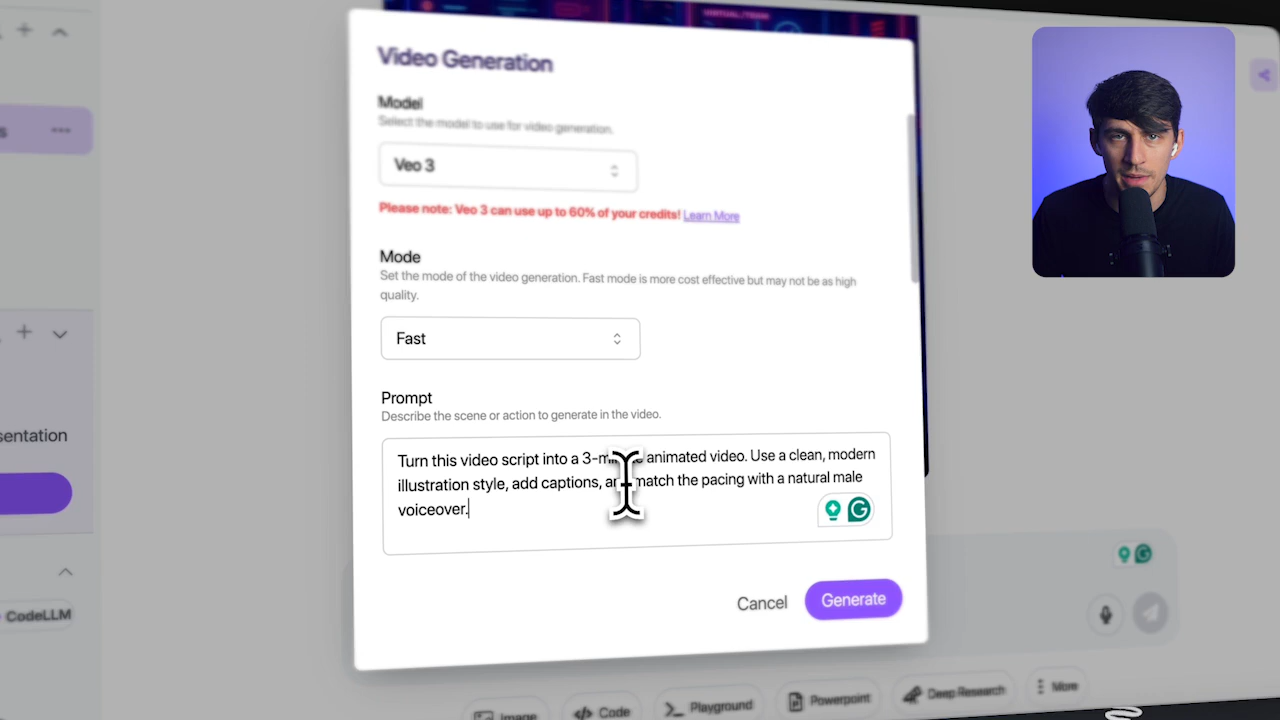 VIRTUAL TECH
Video Generation
Model
Select the model to use for video generation.
Veo 3
Please note: Veo 3 can use up to 60% of your credits! Learn More
Mode
Set the mode of the video generation. Fast mode is more cost effective but may not be as high
quality.
Fast
Prompt
Describe the scene or action to generate in the video.
Turn this video script into a 3-m animated video. Use a clean, modern
illustration style, add captions, an match the pacing with a natural male
voiceover.
Cancel
Generate
s
sentation
CodeLLM
Image
Code
Playground
Powerpoint
Deep Research
More